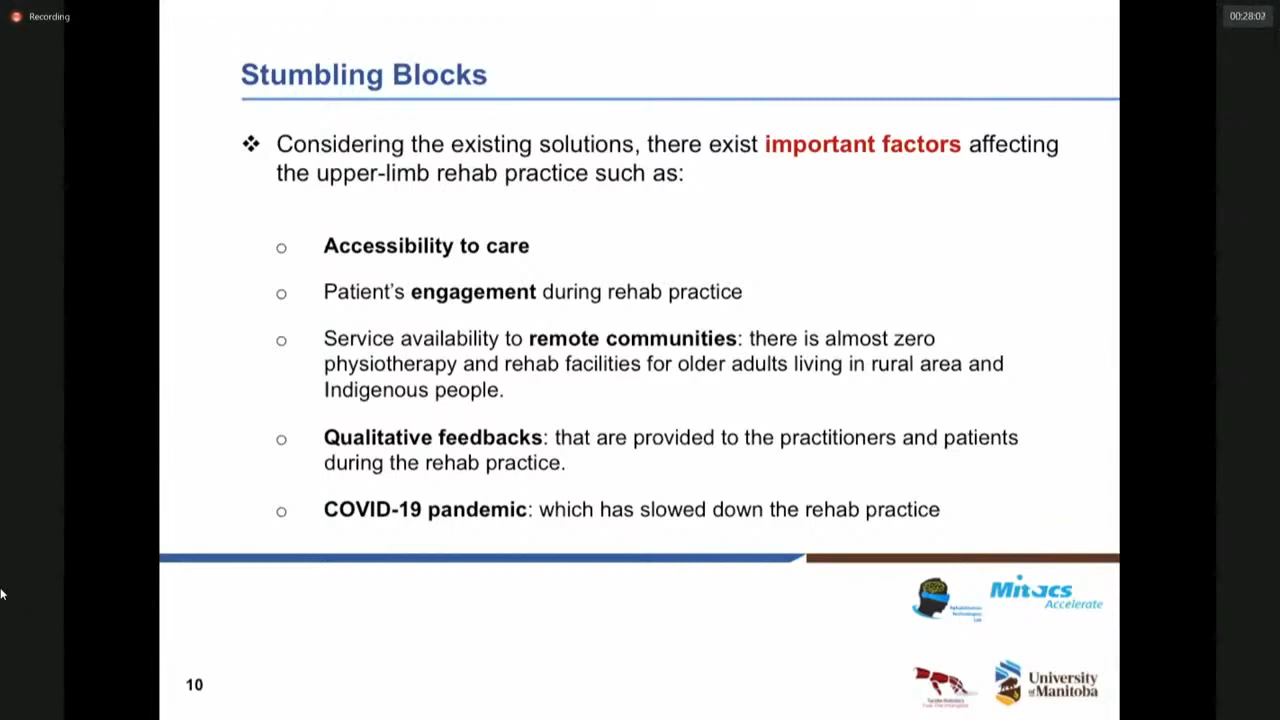 Recording
00:28:02
Stumbling Blocks
❖ Considering the existing solutions, there exist important factors affecting
the upper-limb rehab practice such as:
o Accessibility to care
o Patient’s engagement during rehab practice
o Service availability to remote communities: there is almost zero
physiotherapy and rehab facilities for older adults living in rural area and
Indigenous people.
o Qualitative feedbacks: that are provided to the practitioners and patients
during the rehab practice.
o COVID-19 pandemic: which has slowed down the rehab practice
Rehabilitation
Technologies
Lab
Mitacs
Accelerate
10
University
of Manitoba